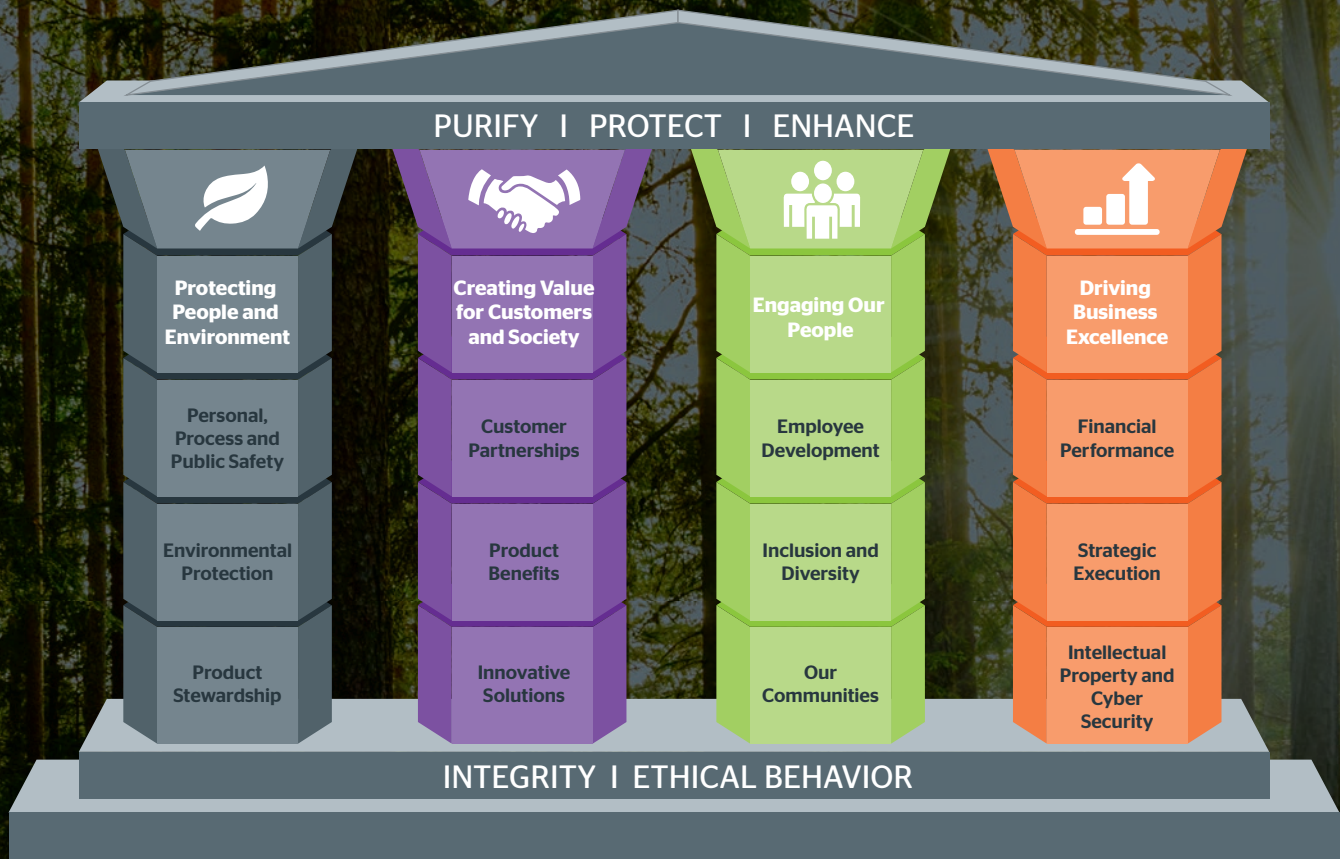 PURIFY I PROTECT I ENHANCE
Protecting
People and
Environment
Personal,
Process and
Public Safety
Environmental
Protection
Product
Stewardship
Creating Value
for Customers
and Society
Customer
Partnerships
Product
Benefits
Innovative
Solutions
Engaging Our
People
Employee
Development
Inclusion and
Diversity
Our
Communities
Driving
Business
Excellence
Financial
Performance
Strategic
Execution
Intellectual
Property and
Cyber
Security
INTEGRITY I ETHICAL BEHAVIOR